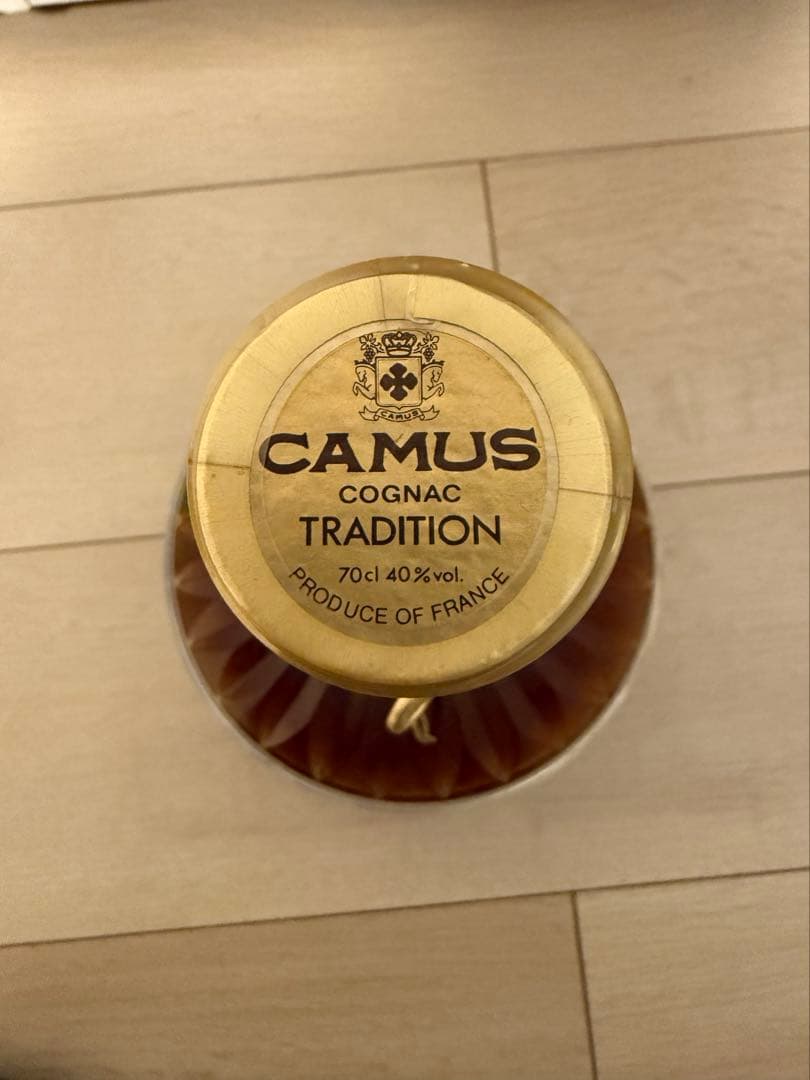 CAMUS
CAMUS
COGNAC
TRADITION
70cl 40%vol.
PRODUCE OF FRANCE